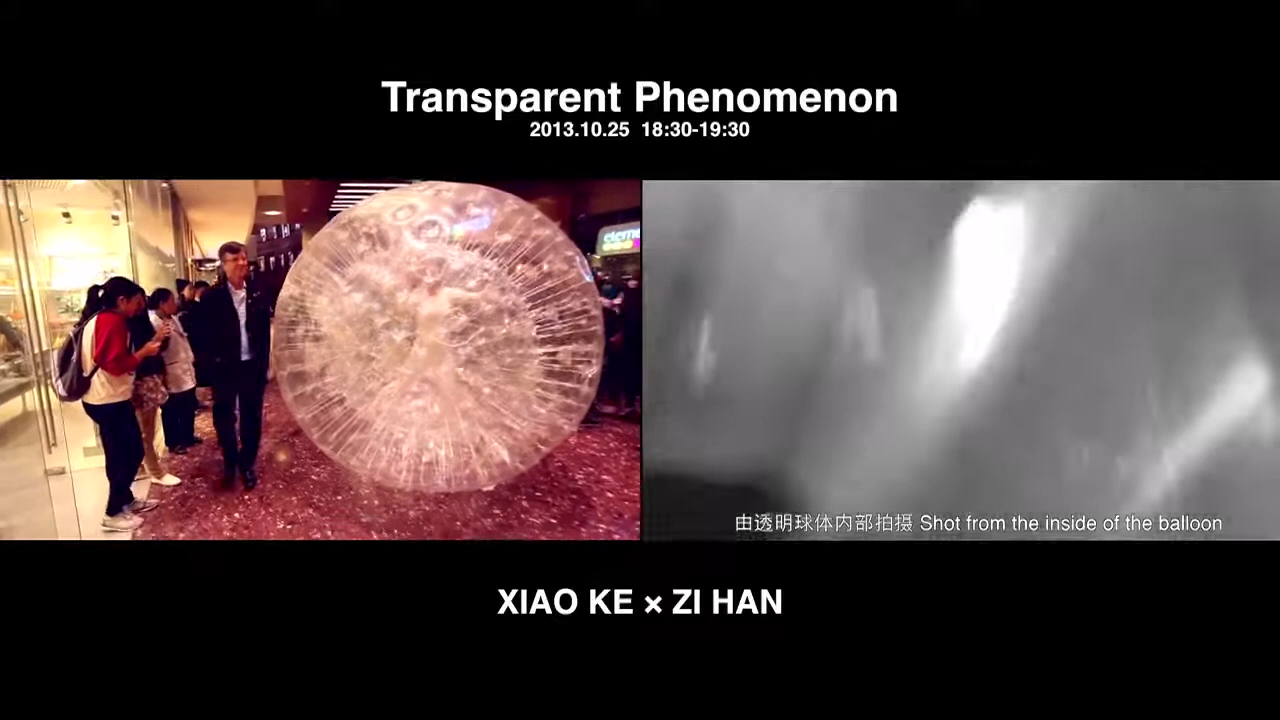 Transparent Phenomenon
2013.10.25 18:30-19:30
由透明球体内部拍摄 Shot from the inside of the balloon
XIAO KE × ZI HAN